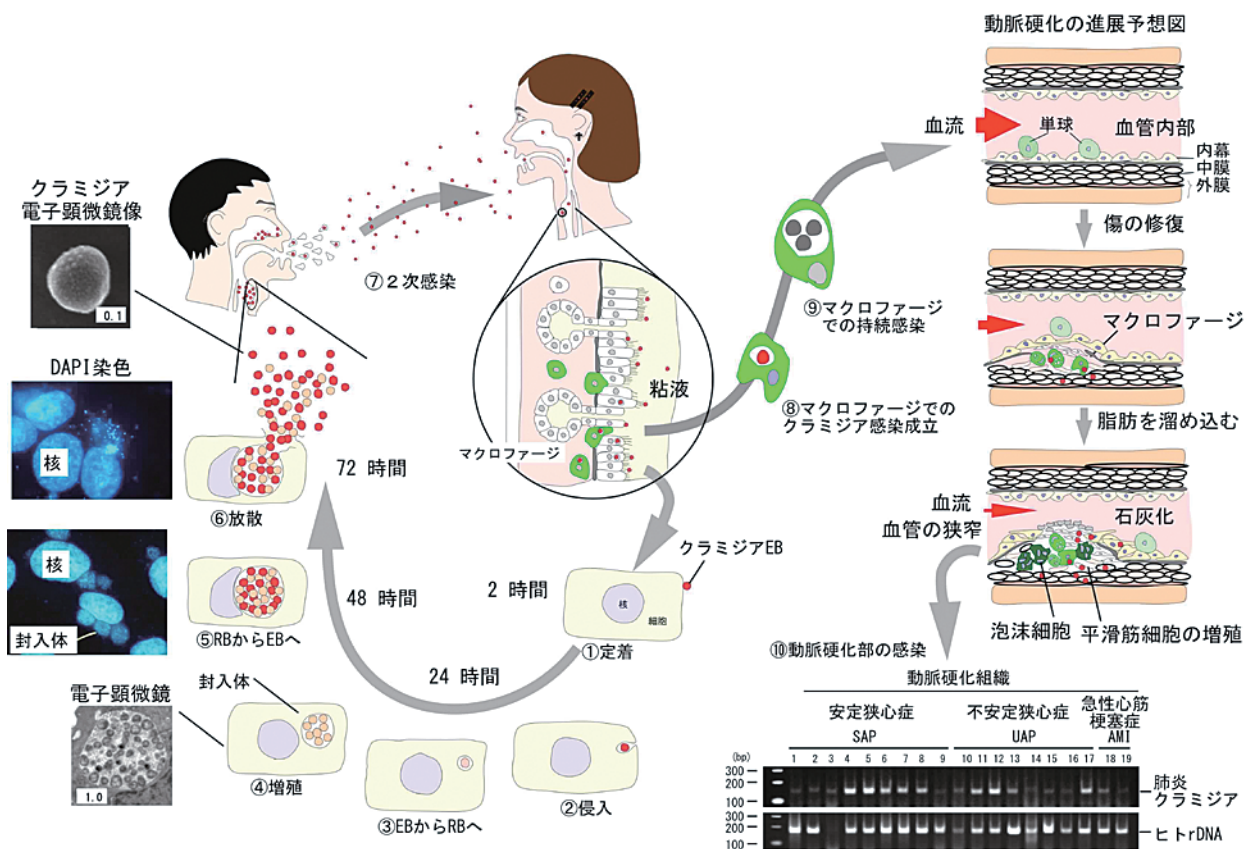 動脈硬化の進展予想図
血流
単球
血管内部
内幕
中膜
外膜
傷の修復
マクロファージ
脂肪を溜め込む
血流
血管の狭窄
石灰化
泡沫細胞
平滑筋細胞の増殖
クラミジア
電子顕微鏡像
0.1
⑦2次感染
⑨マクロファージ
での持続感染
⑧マクロファージでの
クラミジア感染成立
粘液
マクロファージ
DAPI染色
核
72 時間
⑥放散
核
封入体
48 時間
⑤RBからEBへ
2 時間
クラミジアEB
核
細胞
①定着
24 時間
電子顕微鏡
1.0
封入体
④増殖
③EBからRBへ
②侵入
⑩動脈硬化部の感染
動脈硬化組織
安定狭心症
SAP
不安定狭心症
UAP
急性心筋
梗塞症
AMI
1 2 3 4 5 6 7 8 9 10 11 12 13 14 15 16 17 18 19
(bp)
300
200
100
肺炎
クラミジア
300
200
100
ヒトrDNA